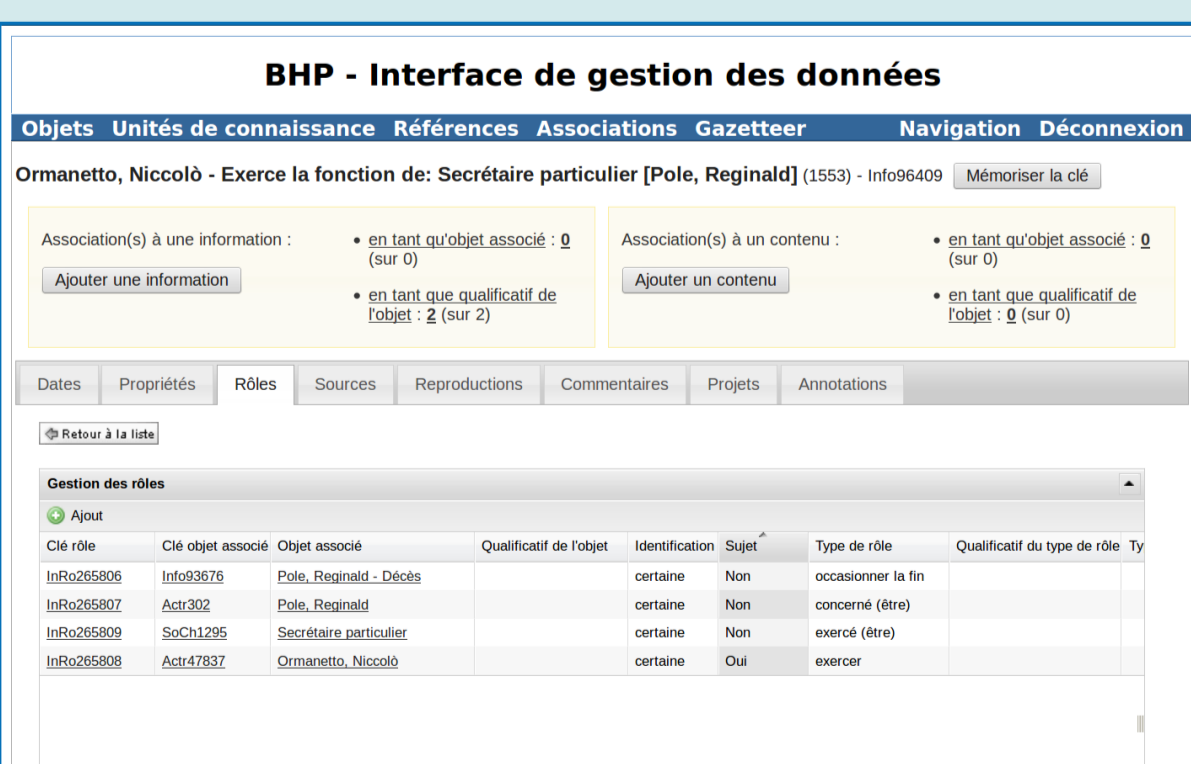 BHP - Interface de gestion des données
Objets Unités de connaissance Références Associations Gazetteer Navigation Déconnexion
Ormanetto, Niccolò - Exerce la fonction de: Secrétaire particulier [Pole, Reginald] (1553) - Info96409 Mémoriser la clé
Association(s) à une information :
Ajouter une information
• en tant qu'objet associé : 0
(sur 0)
• en tant que qualificatif de
l'objet : 2 (sur 2)
Association(s) à un contenu :
Ajouter un contenu
• en tant qu'objet associé : 0
(sur 0)
• en tant que qualificatif de
l'objet : 0 (sur 0)
Dates Propriétés Rôles Sources Reproductions Commentaires Projets Annotations
Retour à la liste
Gestion des rôles
Ajout
Clé rôle Clé objet associé Objet associé Qualificatif de l'objet Identification Sujet Type de rôle Qualificatif du type de rôle Ty
InRo265806 Info93676 Pole, Reginald - Décès certaine Non occasionner la fin
InRo265807 Actr302 Pole, Reginald certaine Non concerné (être)
InRo265809 SoCh1295 Secrétaire particulier certaine Non exercé (être)
InRo265808 Actr47837 Ormanetto, Niccolò certaine Oui exercer